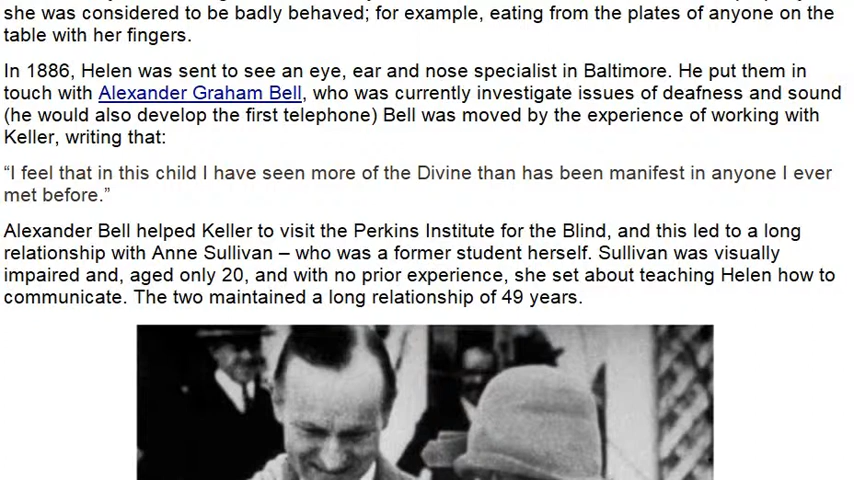 she was considered to be badly behaved; for example, eating from the plates of anyone on the
table with her fingers.
In 1886, Helen was sent to see an eye, ear and nose specialist in Baltimore. He put them in
touch with Alexander Graham Bell, who was currently investigate issues of deafness and sound
(he would also develop the first telephone) Bell was moved by the experience of working with
Keller, writing that:
“I feel that in this child I have seen more of the Divine than has been manifest in anyone I ever
met before.”
Alexander Bell helped Keller to visit the Perkins Institute for the Blind, and this led to a long
relationship with Anne Sullivan – who was a former student herself. Sullivan was visually
impaired and, aged only 20, and with no prior experience, she set about teaching Helen how to
communicate. The two maintained a long relationship of 49 years.